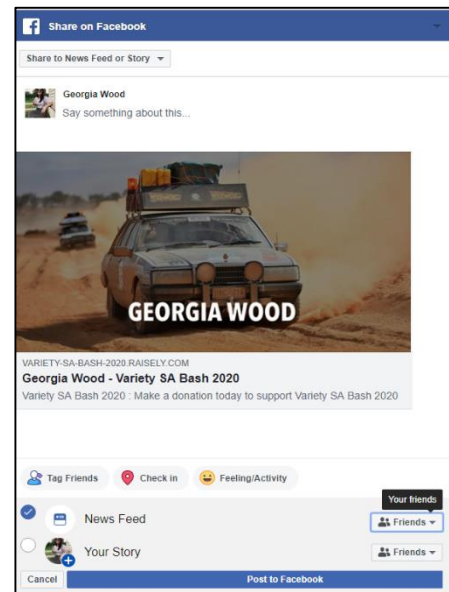 Share on Facebook
Share to News Feed or Story
Georgia Wood
Say something about this...
GEORGIA WOOD
VARIETY-SA-BASH-2020.RAISELY.COM
Georgia Wood - Variety SA Bash 2020
Variety SA Bash 2020 : Make a donation today to support Variety SA Bash 2020
Tag Friends Check in Feeling/Activity
Your friends
News Feed Friends
Your Story Friends
Cancel Post to Facebook